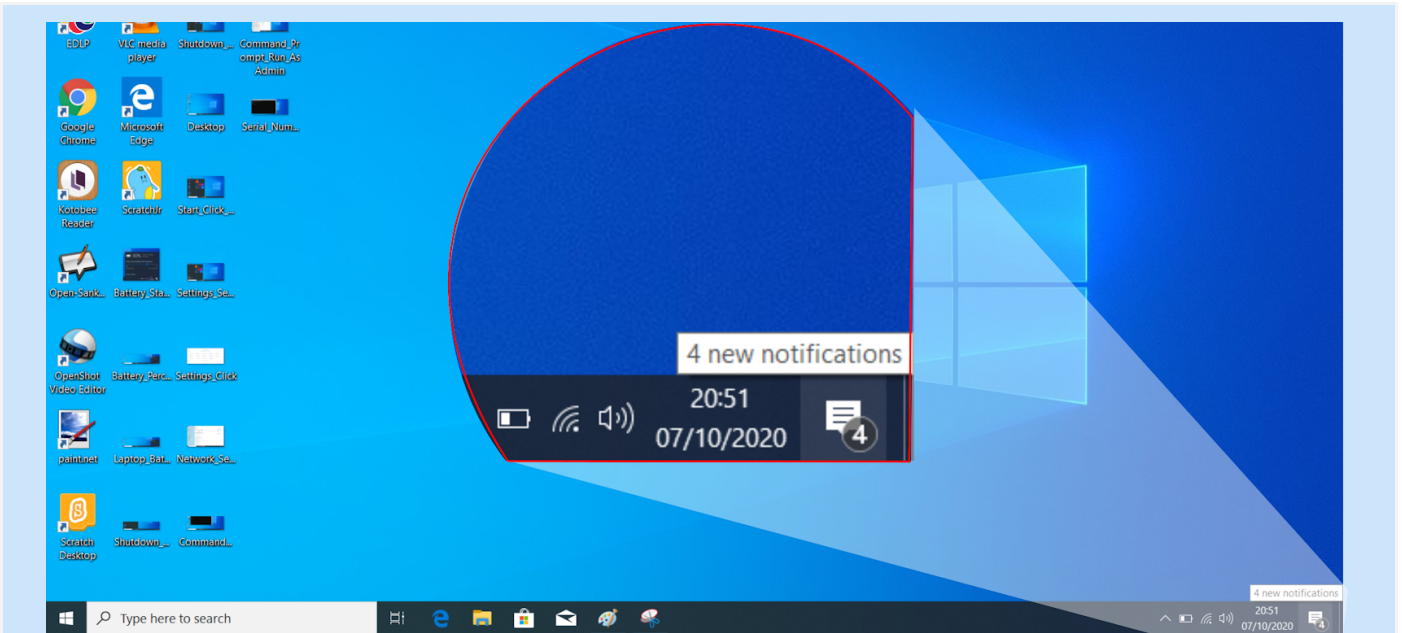 EDLP
VLC media
player
Shutdown_...
Command_Pr
ompt_Run_As
Admin
Google
Chrome
Microsoft
Edge
Desktop
Serial_Num...
Kotobee
Reader
ScratchJr
Start_Click_...
Open-Sank...
Battery_Sta...
Settings_Se...
OpenShot
Video Editor
Battery_Perc...
Settings_Click
paint.net
Laptop_Bat...
Network_Se...
Scratch
Desktop
Shutdown_...
Command...
4 new notifications
20:51
07/10/2020
4
Type here to search
4 new notifications
20:51
07/10/2020
4